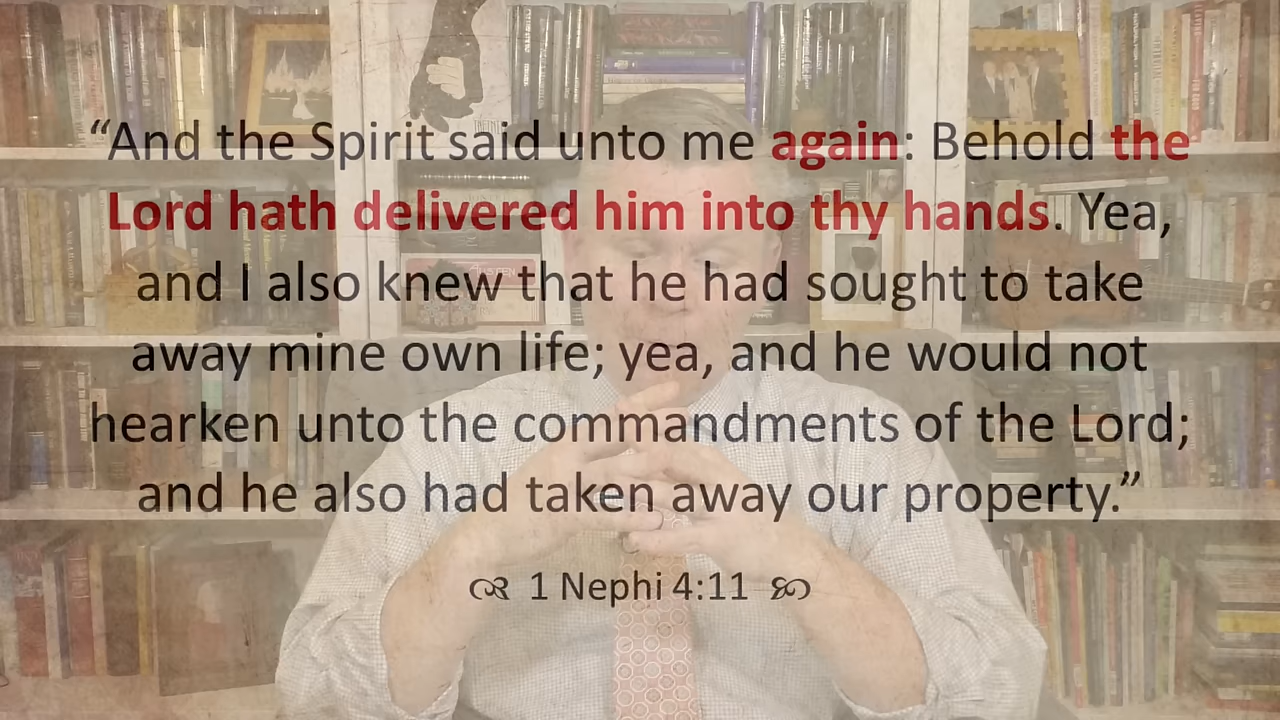 “And the Spirit said unto me again: Behold the
Lord hath delivered him into thy hands. Yea,
and I also knew that he had sought to take
away mine own life; yea, and he would not
hearken unto the commandments of the Lord;
and he also had taken away our property.”
1 Nephi 4:11